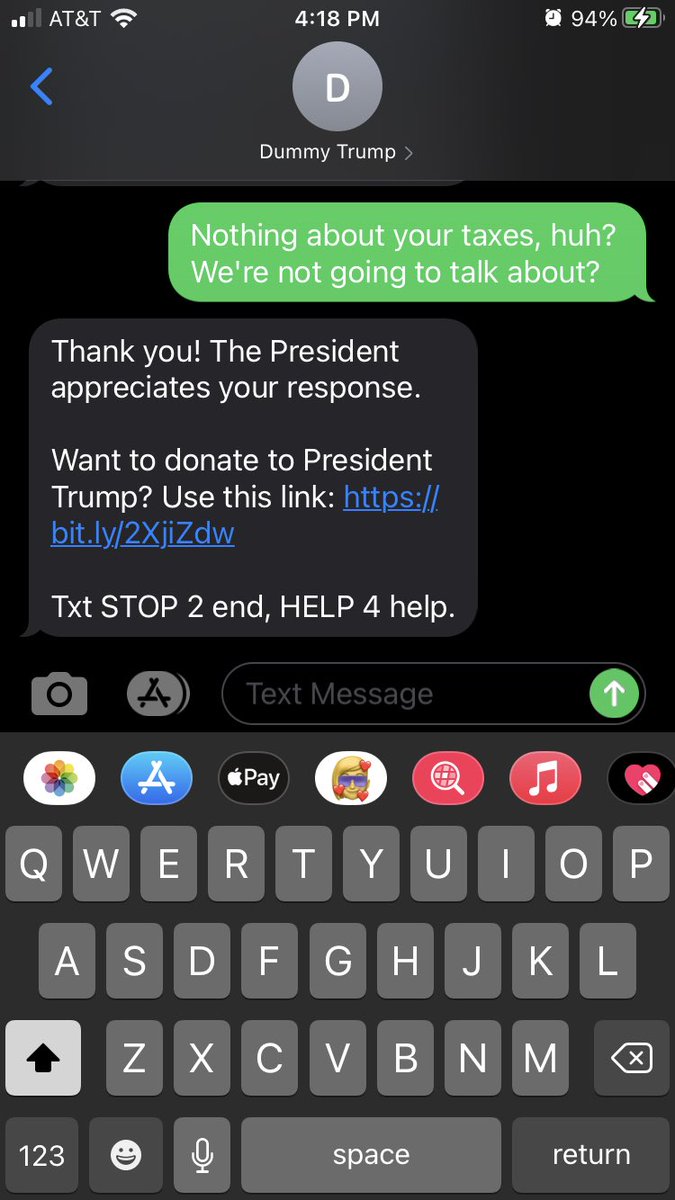 AT&T 4:18 PM 94%
D
Dummy Trump
Nothing about your taxes, huh?
We're not going to talk about?
Thank you! The President
appreciates your response.
Want to donate to President
Trump? Use this link: https://
bit.ly/2XjiZdw
Txt STOP 2 end, HELP 4 help.
Text Message
Pay
Q W E R T Y U I O P
A S D F G H J K L
Z X C V B N M
123 space return